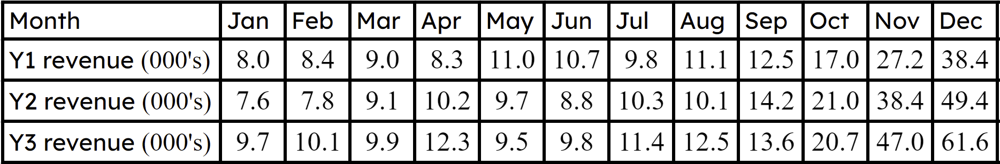 Month Jan Feb Mar Apr May Jun Jul Aug Sep Oct Nov Dec
Y1 revenue (000's) 8.0 8.4 9.0 8.3 11.0 10.7 9.8 11.1 12.5 17.0 27.2 38.4
Y2 revenue (000's) 7.6 7.8 9.1 10.2 9.7 8.8 10.3 10.1 14.2 21.0 38.4 49.4
Y3 revenue (000's) 9.7 10.1 9.9 12.3 9.5 9.8 11.4 12.5 13.6 20.7 47.0 61.6